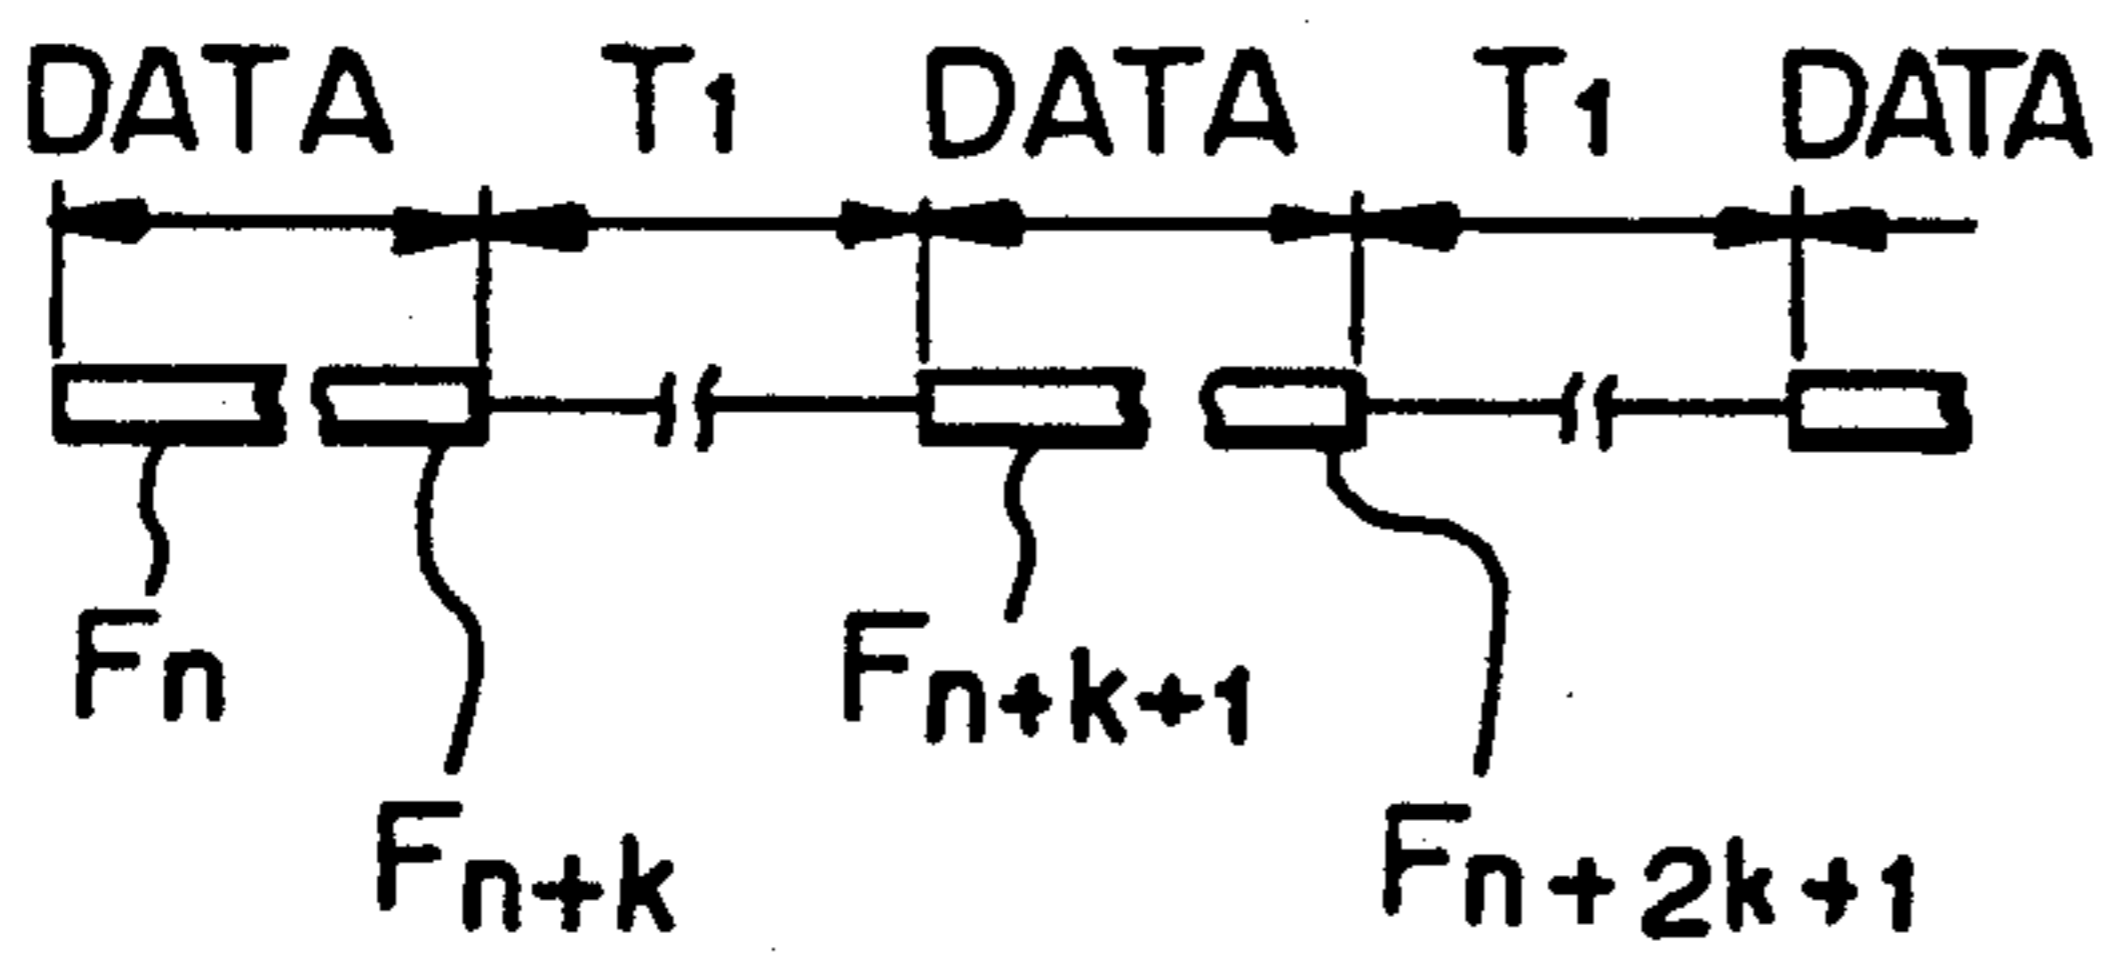 DATA T1 DATA T1 DATA
Fn Fn+k+1
Fn+k Fn+2k+1